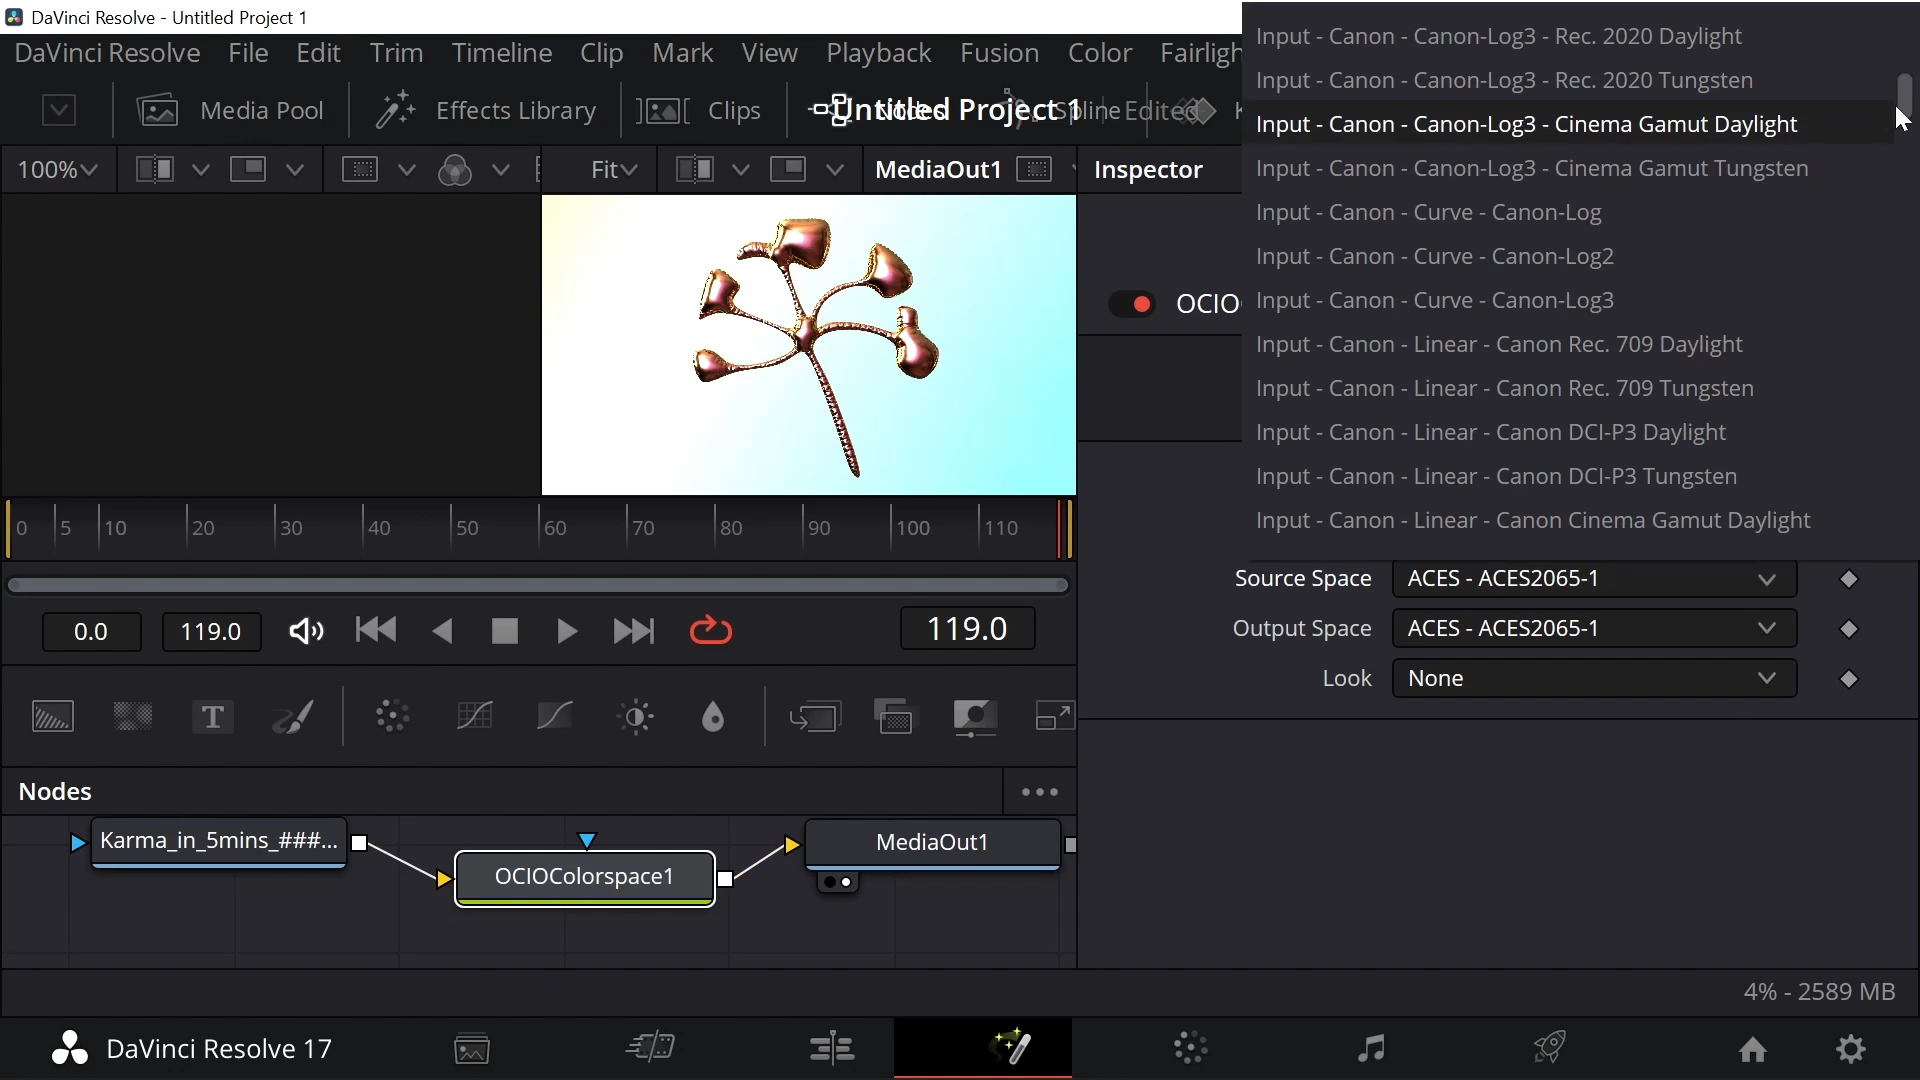 DaVinci Resolve - Untitled Project 1
DaVinci Resolve File Edit Trim Timeline Clip Mark View Playback Fusion Color Fairligh
Media Pool Effects Library Clips Untitled Project 1 Spline Edited
100% Fit MediaOut1 Inspector
Input - Canon - Canon-Log3 - Rec. 2020 Daylight
Input - Canon - Canon-Log3 - Rec. 2020 Tungsten
Input - Canon - Canon-Log3 - Cinema Gamut Daylight
Input - Canon - Canon-Log3 - Cinema Gamut Tungsten
Input - Canon - Curve - Canon-Log
Input - Canon - Curve - Canon-Log2
Input - Canon - Curve - Canon-Log3
Input - Canon - Linear - Canon Rec. 709 Daylight
Input - Canon - Linear - Canon Rec. 709 Tungsten
Input - Canon - Linear - Canon DCI-P3 Daylight
Input - Canon - Linear - Canon DCI-P3 Tungsten
Input - Canon - Linear - Canon Cinema Gamut Daylight
OCIO
Source Space ACES - ACES2065-1
Output Space ACES - ACES2065-1
Look None
0 5 10 20 30 40 50 60 70 80 90 100 110
0.0 119.0 119.0
T
Nodes
Karma_in_5mins_###... OCIOColorspace1 MediaOut1
4% - 2589 MB
DaVinci Resolve 17